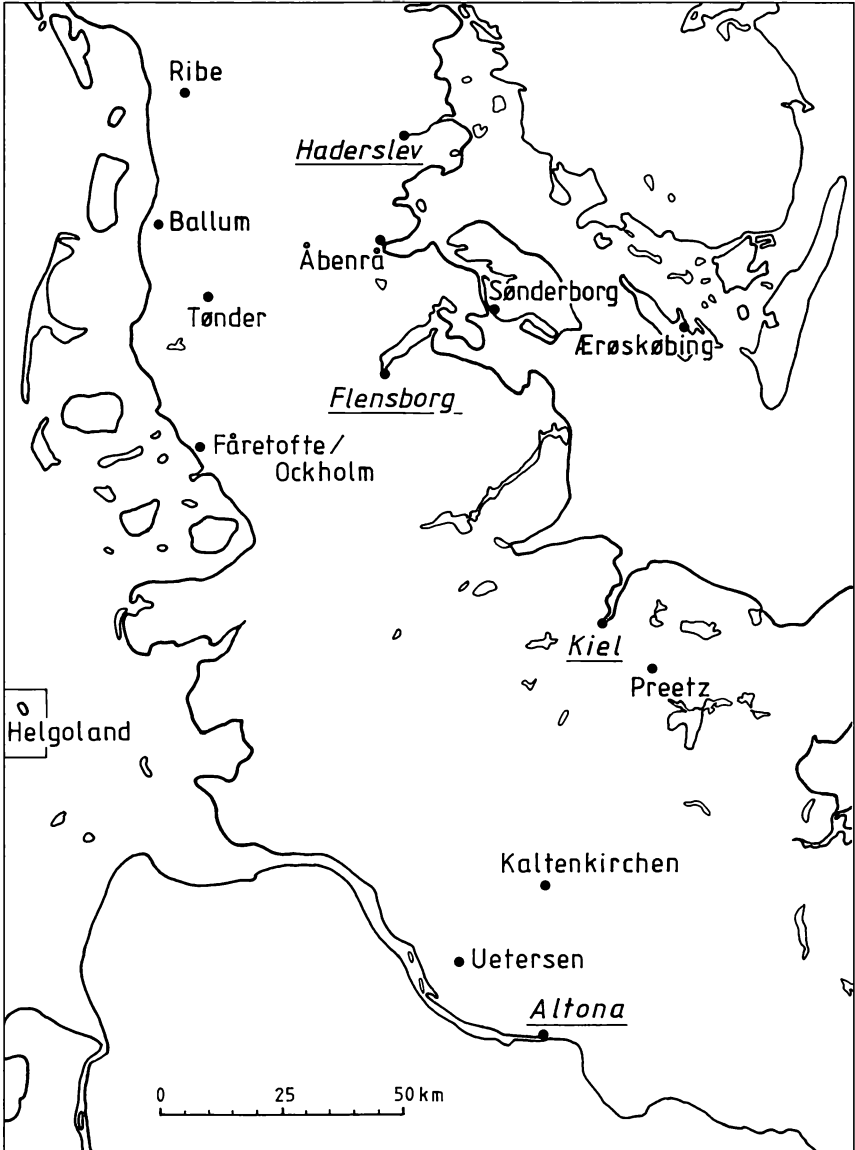 Ribe
Haderslev
Ballum
Åbenrå
Sønderborg
Tønder
Ærøskøbing
Flensborg
Fåretofte/
Ockholm
Kiel
Preetz
Helgoland
Kaltenkirchen
Uetersen
Altona
0 25 50 km